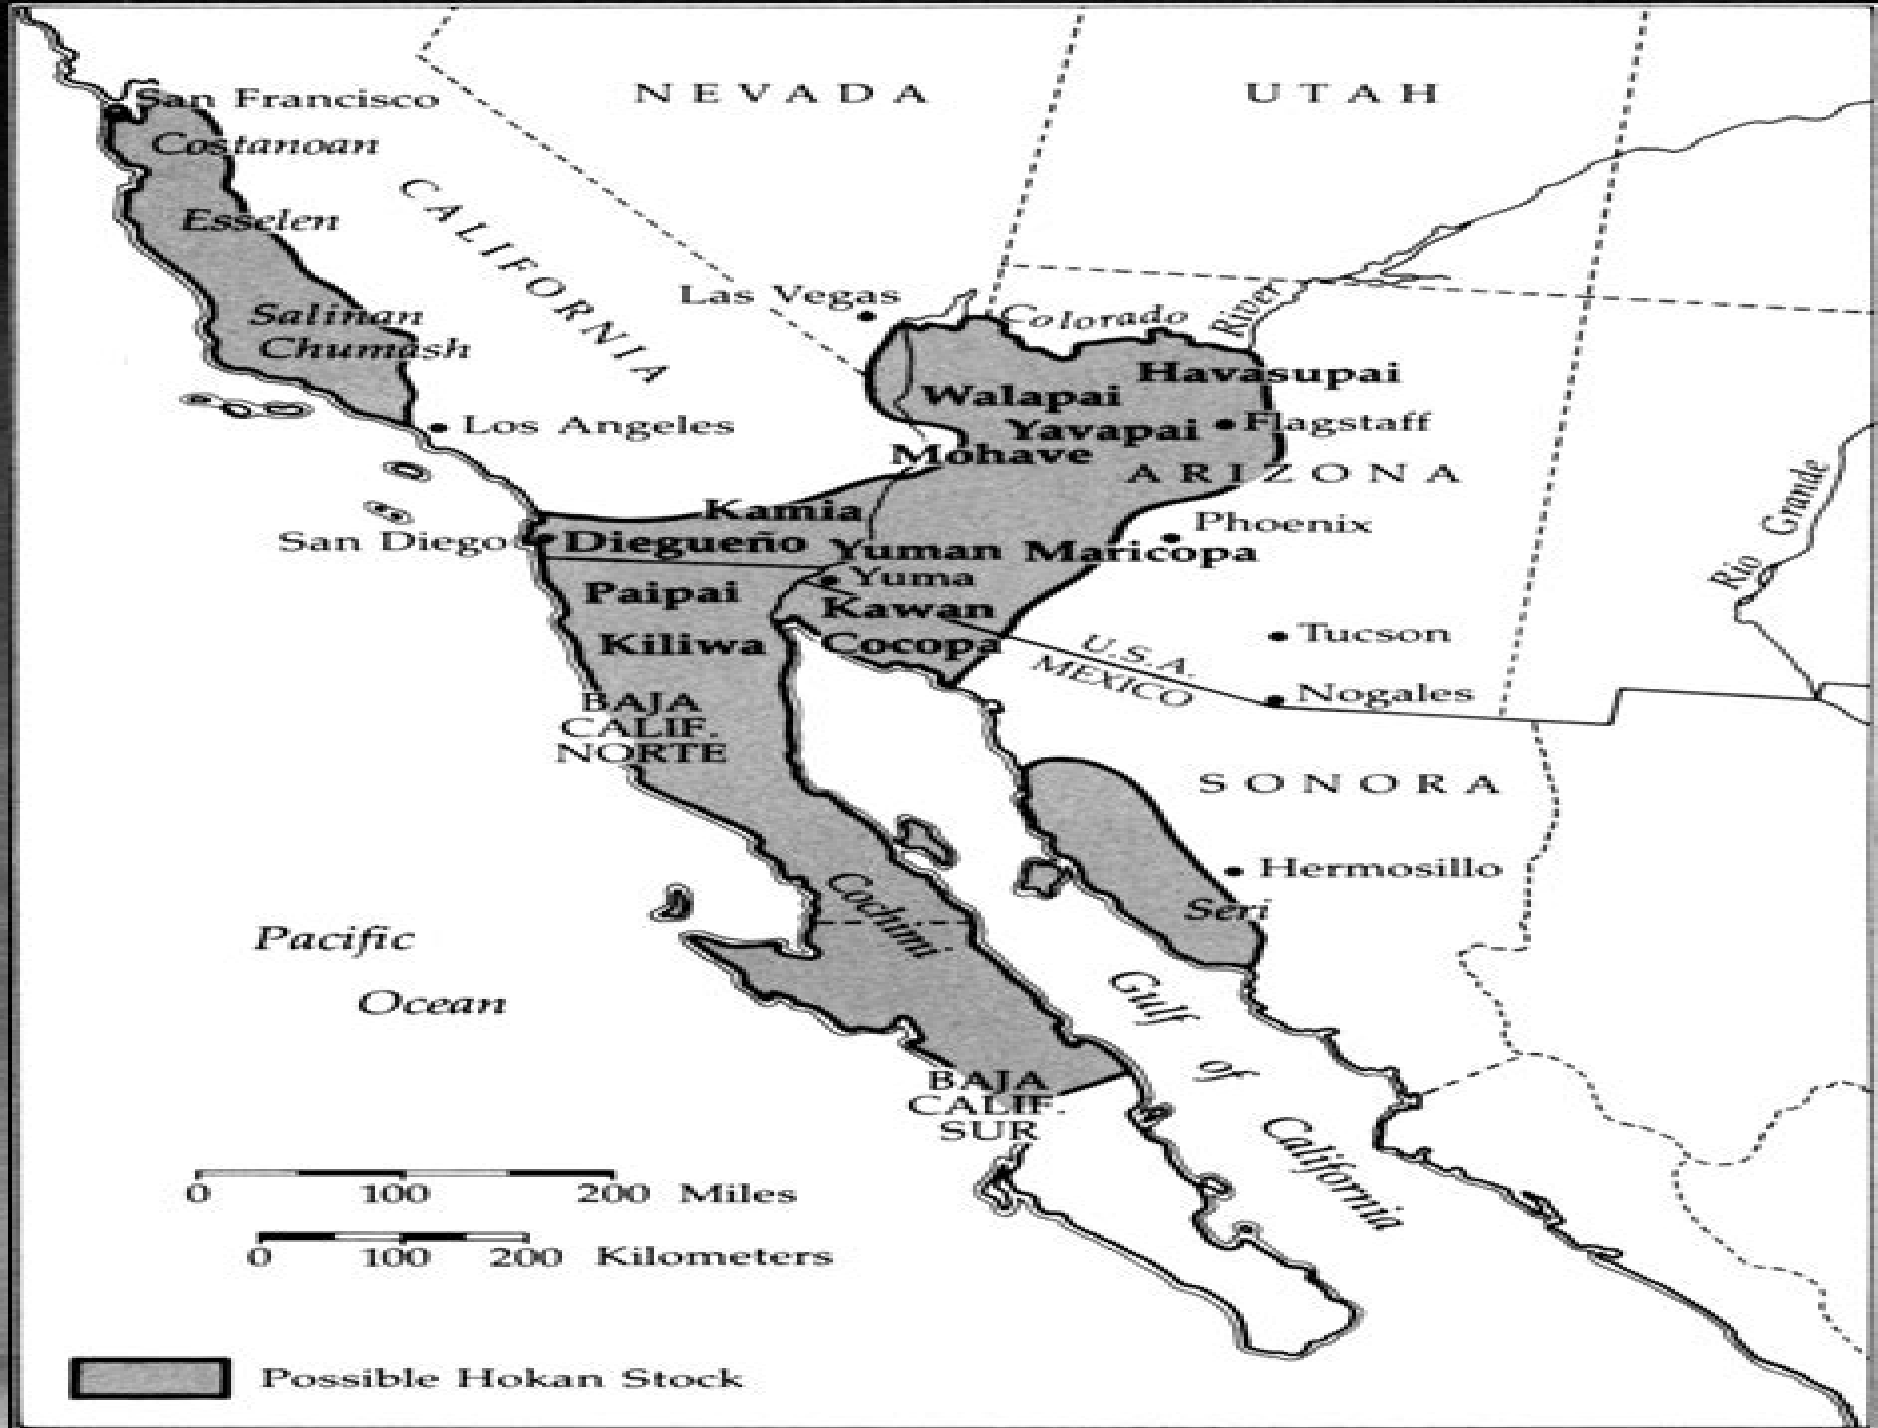 NEVADA
UTAH
San Francisco
Costanoan
CALIFORNIA
Esselen
Las Vegas
Colorado
River
Salinan
Chumash
Havasupai
Walapai
Los Angeles
Yavapai
Flagstaff
Mohave
ARIZONA
Kamia
Phoenix
Rio Grande
San Diego
Diegueño
Yuman
Maricopa
Yuma
Paipai
Kawan
Kiliwa
Cocopa
U.S.A.
MEXICO
Tucson
Nogales
BAJA
CALIF.
NORTE
SONORA
Hermosillo
Cochimi
Seri
Pacific
Ocean
Gulf
of
California
BAJA
CALIF.
SUR
0 100 200 Miles
0 100 200 Kilometers
Possible Hokan Stock